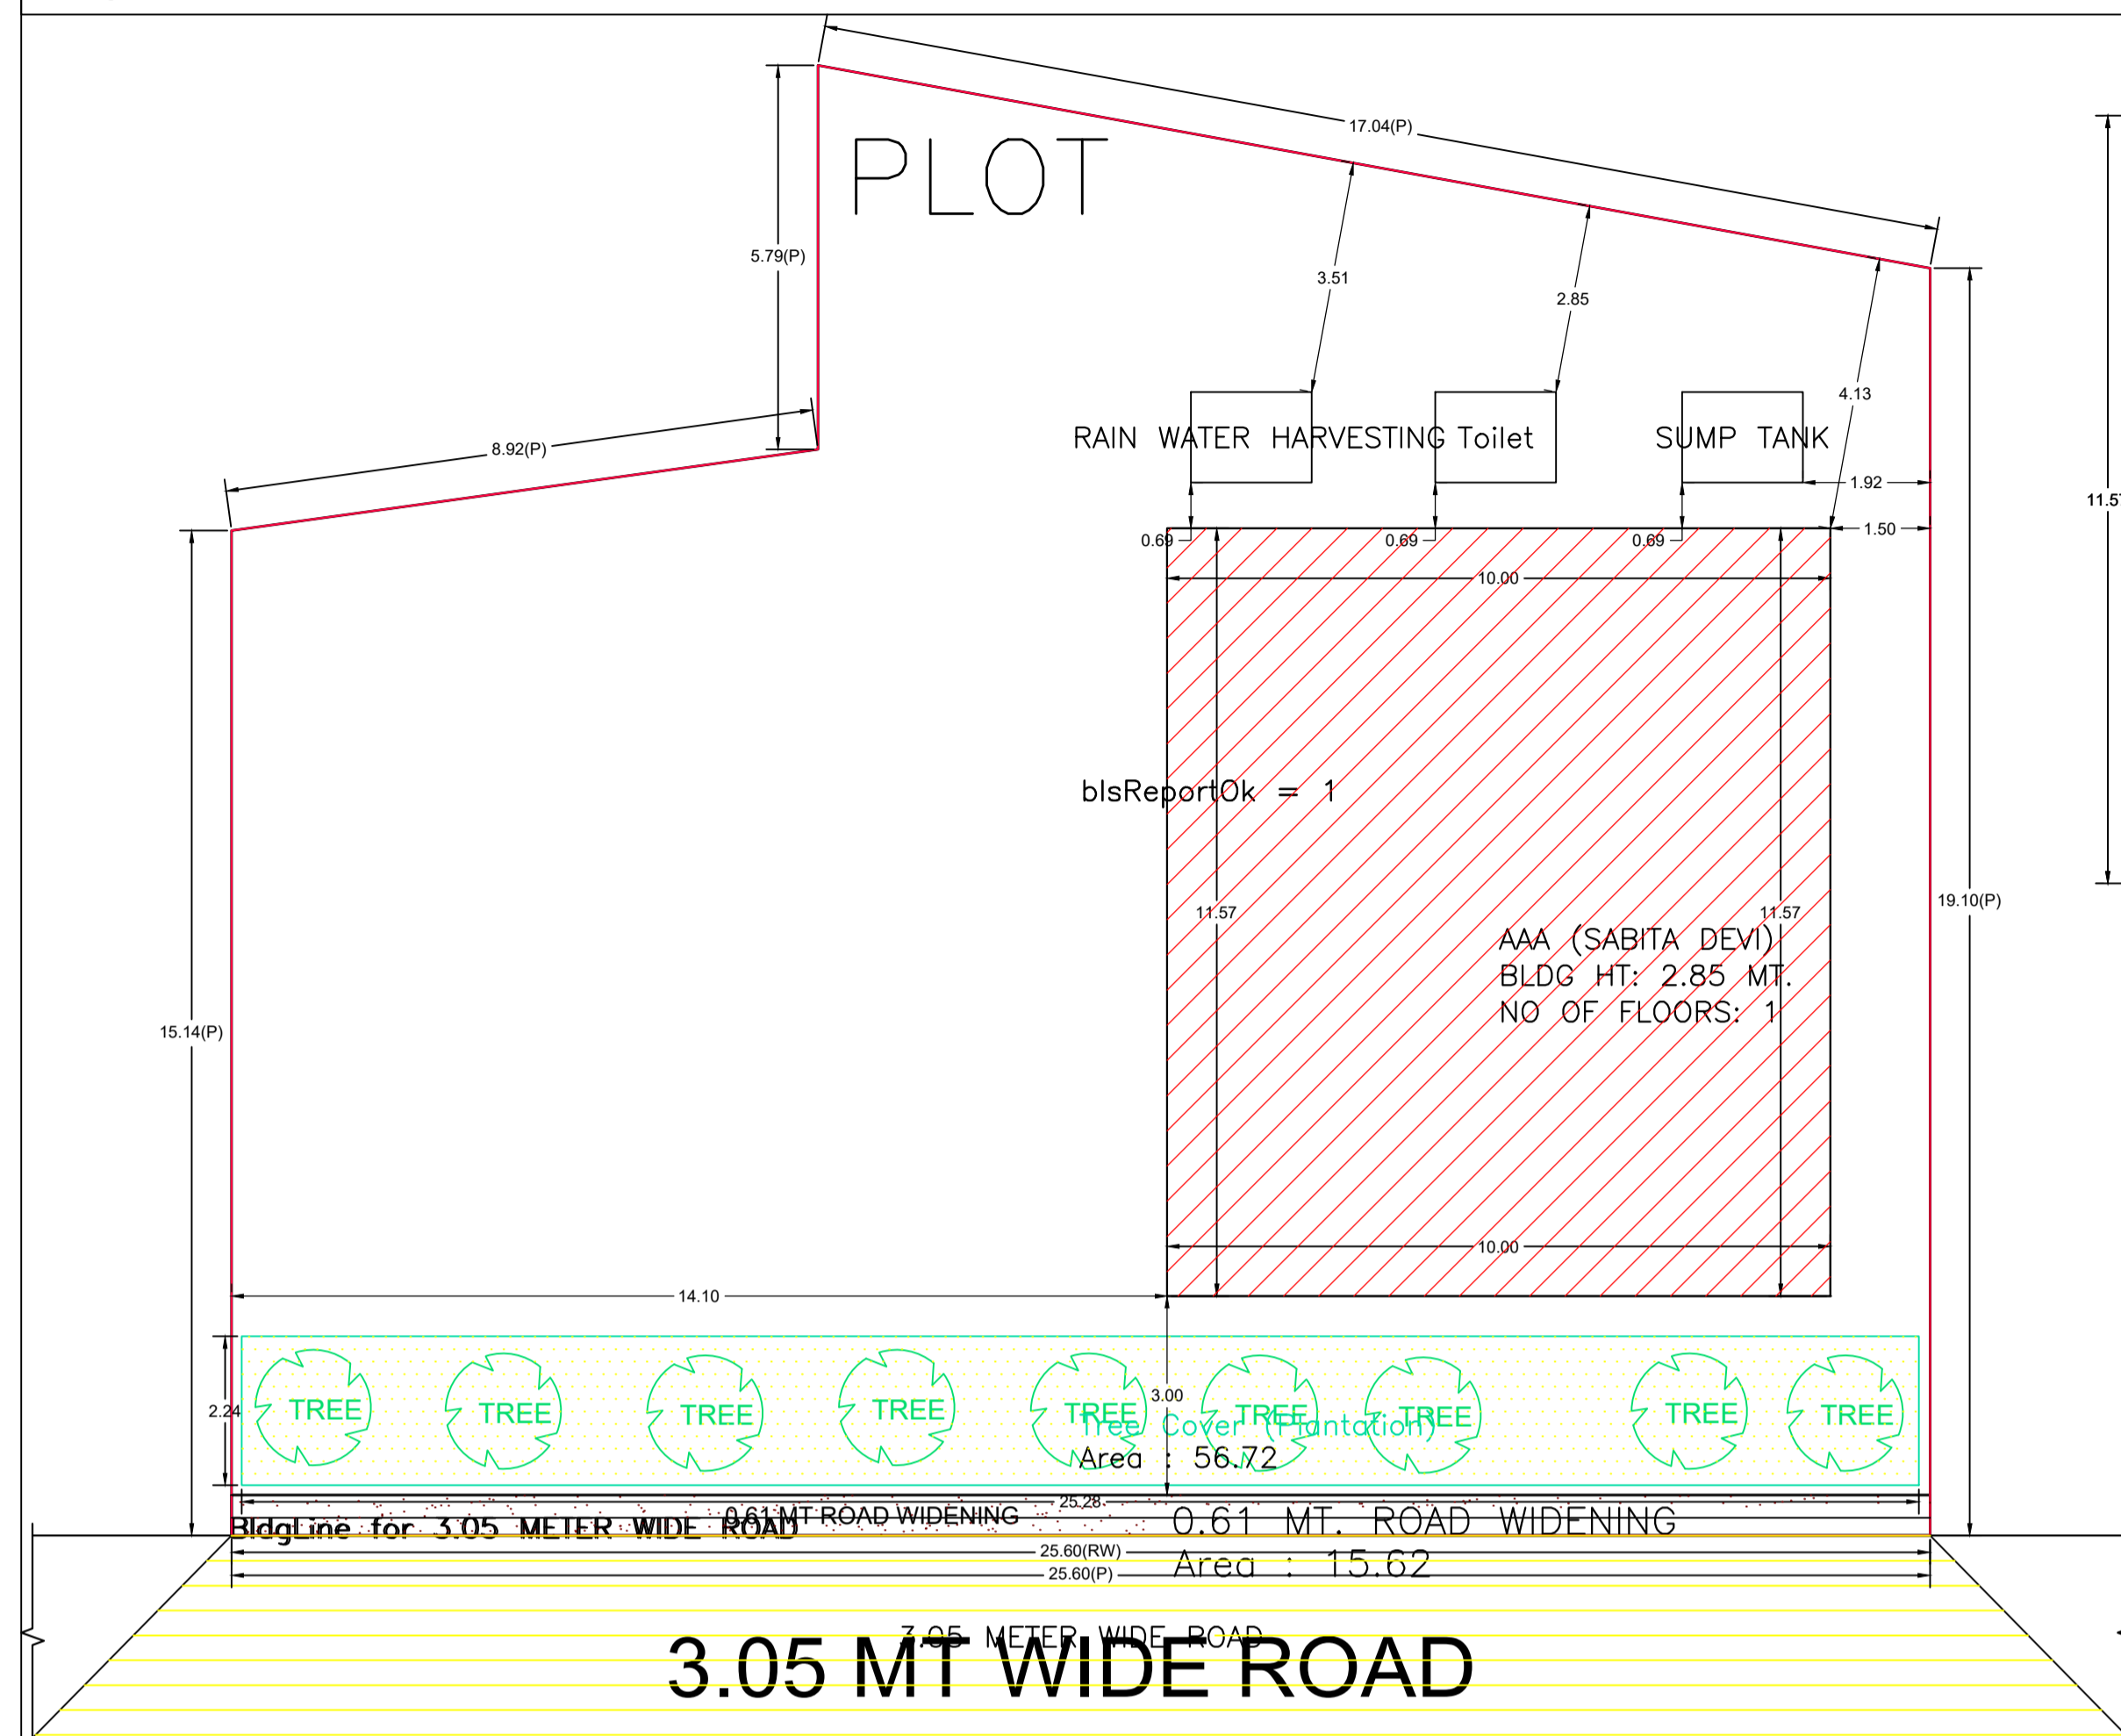 17.04(P)
PLOT
5.79(P)
3.51
2.85
4.13
8.92(P)
RAIN WATER HARVESTING
Toilet
SUMP TANK
1.92
1.50
0.69
0.69
0.69
10.00
blsReportOk = 1
11.57
11.57
19.10(P)
AAA (SABITA DEVI)
BLDG HT: 2.85 MT.
NO OF FLOORS: 1
15.14(P)
10.00
14.10
2.24
3.00
TREE
TREE
TREE
TREE
TREE
TREE
TREE
TREE
TREE
Tree Cover (Plantation)
Area : 56.72
25.28
0.61 MT ROAD WIDENING
BldgLine for 3.05 METER WIDE ROAD
0.61 MT. ROAD WIDENING
Area : 15.62
25.60(RW)
25.60(P)
3.05 METER WIDE ROAD
3.05 MT WIDE ROAD